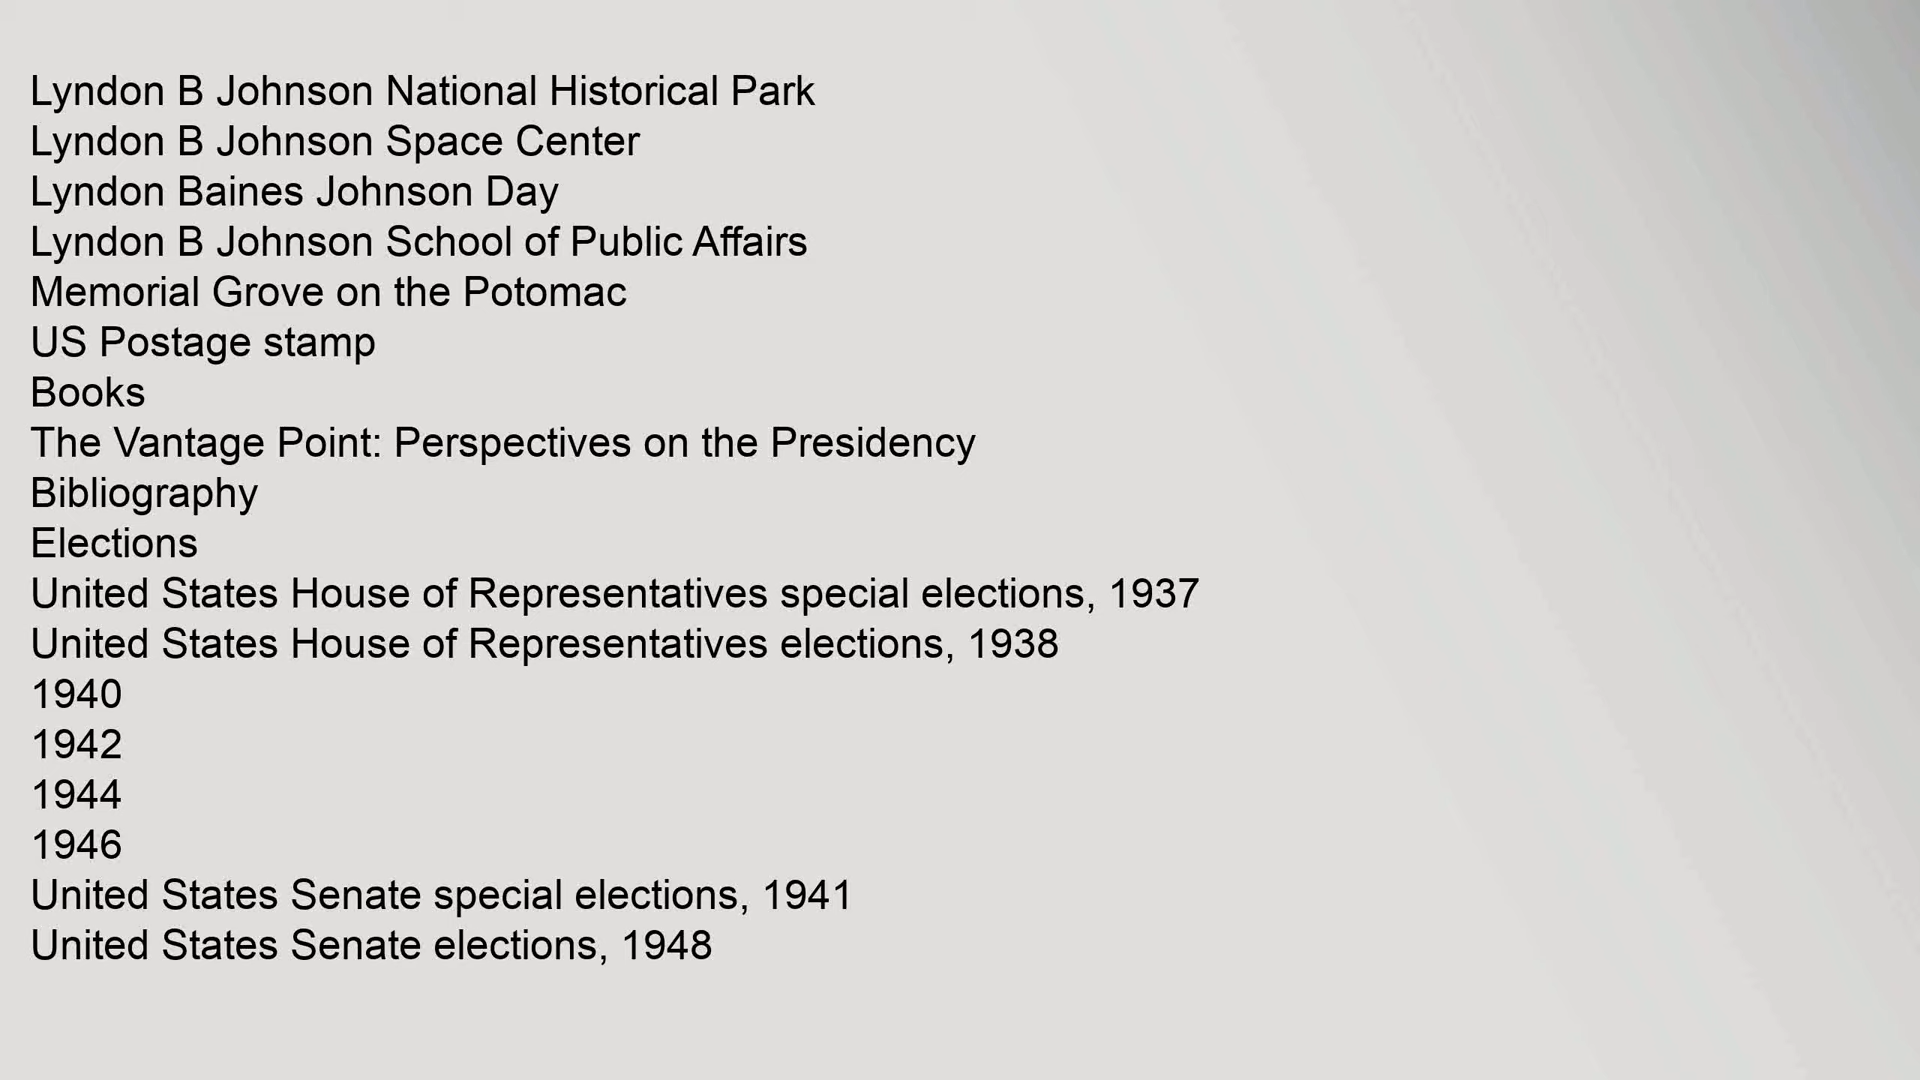 Lyndon B Johnson National Historical Park
Lyndon B Johnson Space Center
Lyndon Baines Johnson Day
Lyndon B Johnson School of Public Affairs
Memorial Grove on the Potomac
US Postage stamp
Books
The Vantage Point: Perspectives on the Presidency
Bibliography
Elections
United States House of Representatives special elections, 1937
United States House of Representatives elections, 1938
1940
1942
1944
1946
United States Senate special elections, 1941
United States Senate elections, 1948